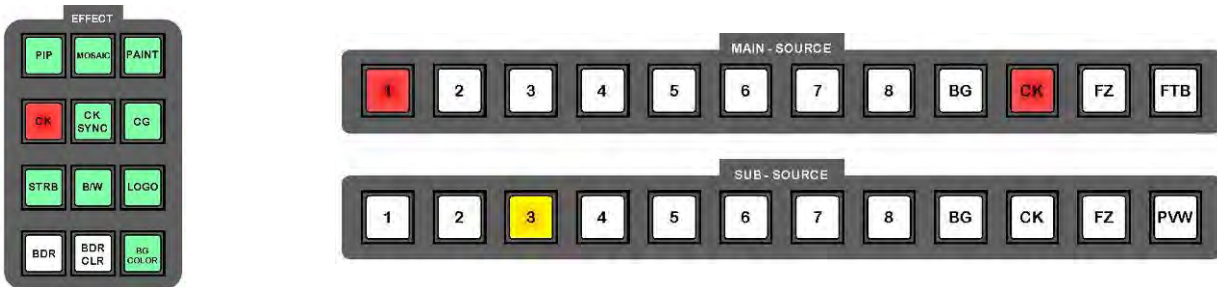 EFFECT
PIP MOSAIC PAINT
CK CK SYNC CG
STRB B/W LOGO
BDR BDR CLR BG COLOR
MAIN - SOURCE
1 2 3 4 5 6 7 8 BG CK FZ FTB
SUB - SOURCE
1 2 3 4 5 6 7 8 BG CK FZ PVW